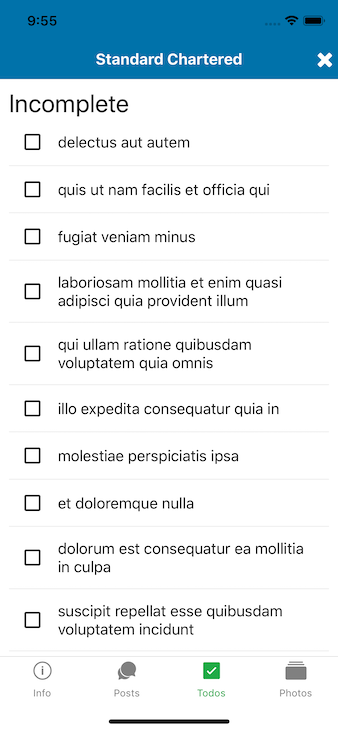 9:55
Standard Chartered
Incomplete
delectus aut autem
quis ut nam facilis et officia qui
fugiat veniam minus
laboriosam mollitia et enim quasi
adipisci quia provident illum
qui ullam ratione quibusdam
voluptatem quia omnis
illo expedita consequatur quia in
molestiae perspiciatis ipsa
et doloremque nulla
dolorum est consequatur ea mollitia
in culpa
suscipit repellat esse quibusdam
voluptatem incidunt
Info
Posts
Todos
Photos